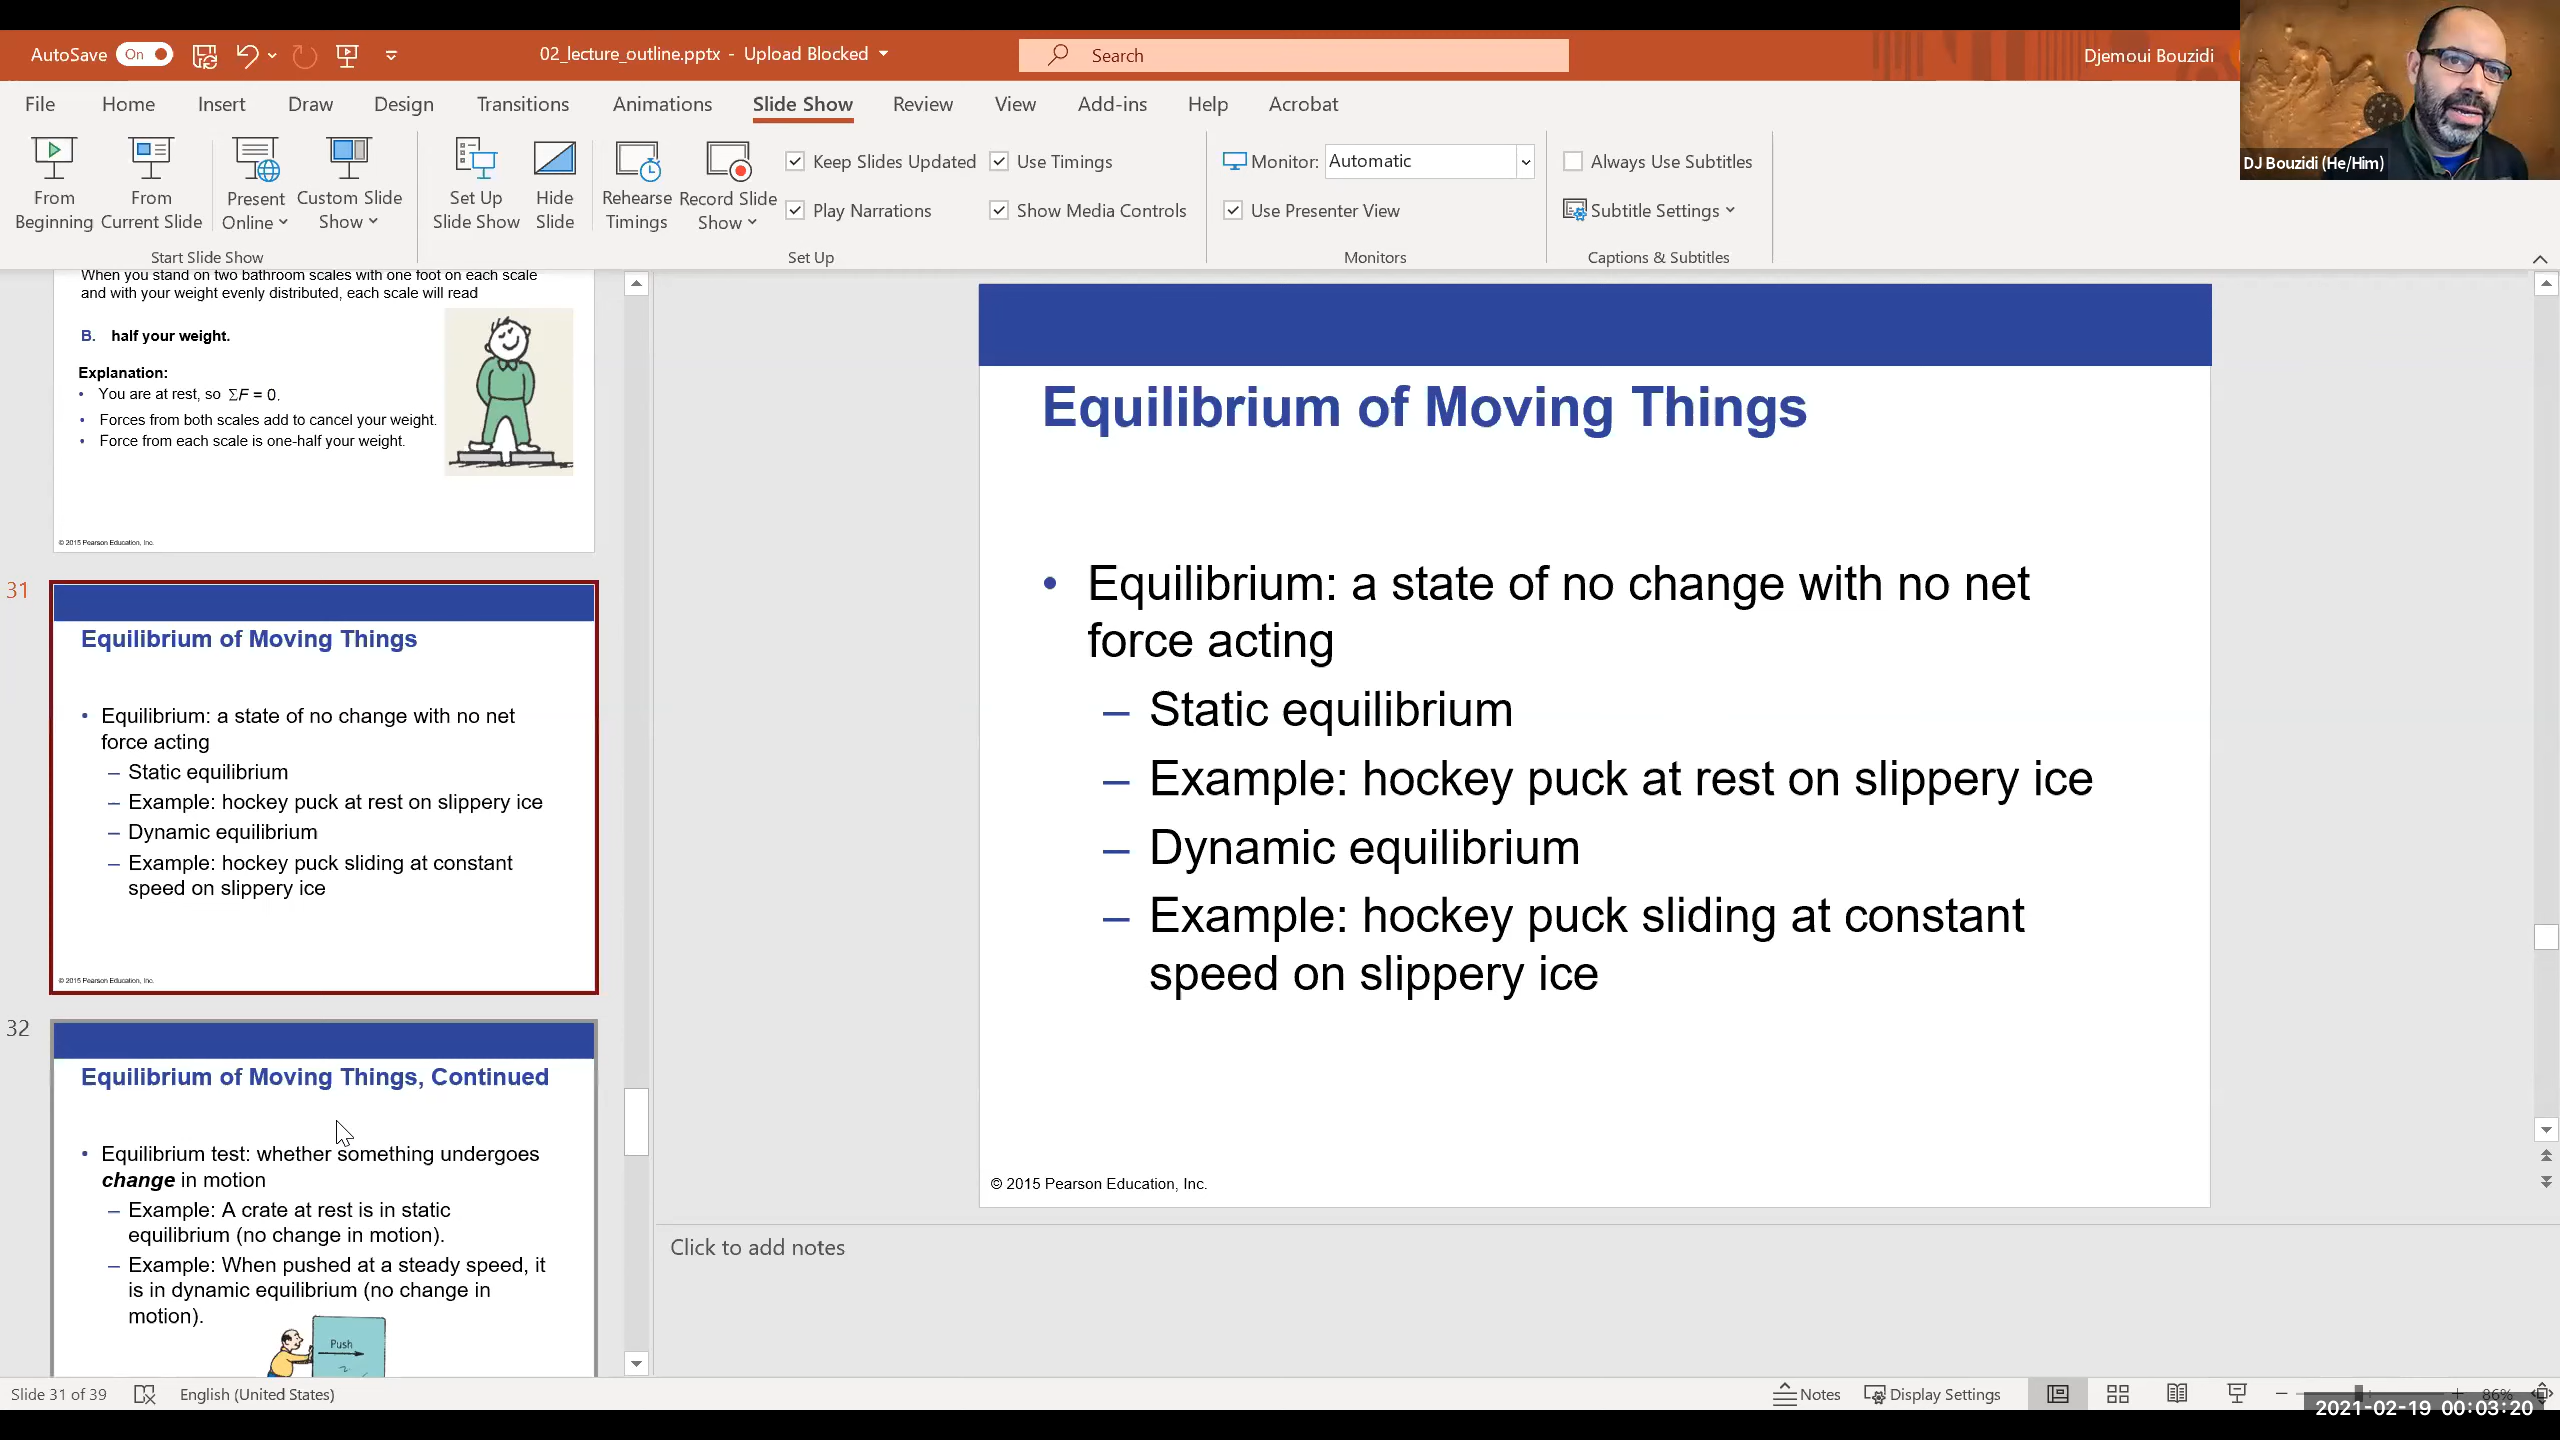 AutoSave On 02_lecture_outline.pptx - Upload Blocked Search Djemoui Bouzidi
File Home Insert Draw Design Transitions Animations Slide Show Review View Add-ins Help Acrobat
From Beginning
From Current Slide
Present Online
Custom Slide Show
Start Slide Show
Set Up Slide Show
Hide Slide
Rehearse Timings
Record Slide Show
Keep Slides Updated
Play Narrations
Use Timings
Show Media Controls
Set Up
Monitor: Automatic
Use Presenter View
Monitors
Always Use Subtitles
Subtitle Settings
Captions & Subtitles
DJ Bouzidi (He/Him)
When you stand on two bathroom scales with one foot on each scale
and with your weight evenly distributed, each scale will read
B. half your weight.
Explanation:
• You are at rest, so ΣF = 0.
• Forces from both scales add to cancel your weight.
• Force from each scale is one-half your weight.
© 2015 Pearson Education, Inc.
31
Equilibrium of Moving Things
• Equilibrium: a state of no change with no net
force acting
– Static equilibrium
– Example: hockey puck at rest on slippery ice
– Dynamic equilibrium
– Example: hockey puck sliding at constant
speed on slippery ice
© 2015 Pearson Education, Inc.
32
Equilibrium of Moving Things, Continued
• Equilibrium test: whether something undergoes
change in motion
– Example: A crate at rest is in static
equilibrium (no change in motion).
– Example: When pushed at a steady speed, it
is in dynamic equilibrium (no change in
motion).
Push
Equilibrium of Moving Things
• Equilibrium: a state of no change with no net
force acting
– Static equilibrium
– Example: hockey puck at rest on slippery ice
– Dynamic equilibrium
– Example: hockey puck sliding at constant
speed on slippery ice
© 2015 Pearson Education, Inc.
Click to add notes
Slide 31 of 39 English (United States) Notes Display Settings 86%
2021-02-19 00:03:20